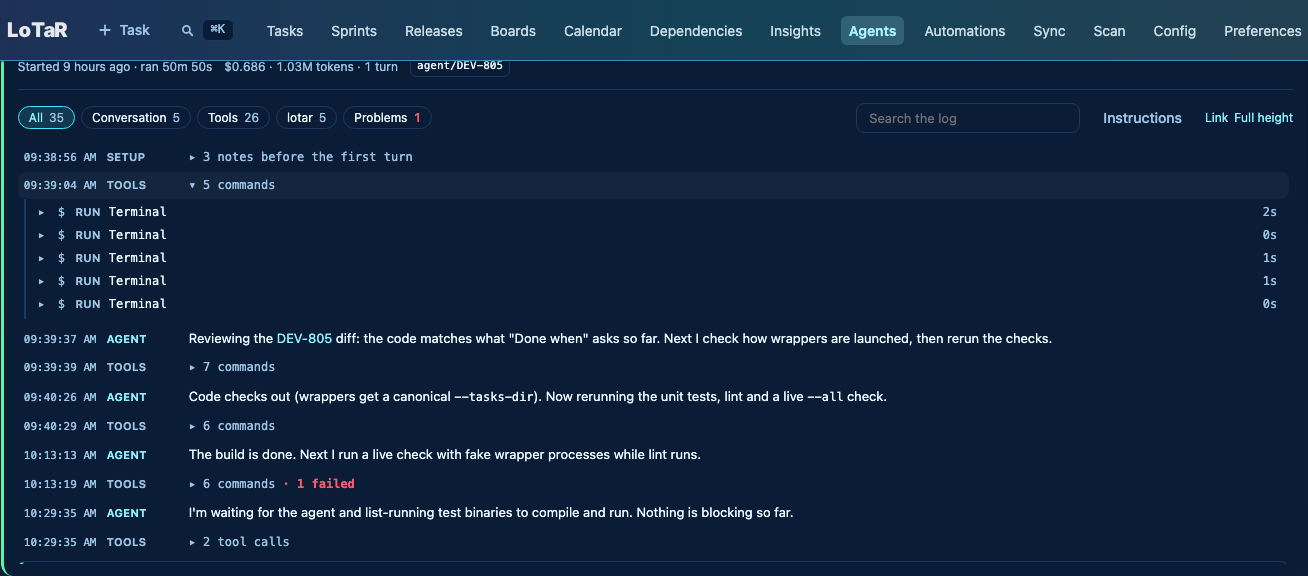 LoTaR + Task ⌘K Tasks Sprints Releases Boards Calendar Dependencies Insights Agents Automations Sync Scan Config Preferences
Started 9 hours ago · ran 50m 50s $0.686 · 1.03M tokens · 1 turn agent/DEV-805
All 35 Conversation 5 Tools 26 lotar 5 Problems 1 Search the log Instructions Link Full height
09:38:56 AM SETUP ▸ 3 notes before the first turn
09:39:04 AM TOOLS ▾ 5 commands
▸ $ RUN Terminal 2s
▸ $ RUN Terminal 0s
▸ $ RUN Terminal 1s
▸ $ RUN Terminal 1s
▸ $ RUN Terminal 0s
09:39:37 AM AGENT Reviewing the DEV-805 diff: the code matches what "Done when" asks so far. Next I check how wrappers are launched, then rerun the checks.
09:39:39 AM TOOLS ▸ 7 commands
09:40:26 AM AGENT Code checks out (wrappers get a canonical --tasks-dir). Now rerunning the unit tests, lint and a live --all check.
09:40:29 AM TOOLS ▸ 6 commands
10:13:13 AM AGENT The build is done. Next I run a live check with fake wrapper processes while lint runs.
10:13:19 AM TOOLS ▸ 6 commands · 1 failed
10:29:35 AM AGENT I'm waiting for the agent and list-running test binaries to compile and run. Nothing is blocking so far.
10:29:35 AM TOOLS ▸ 2 tool calls